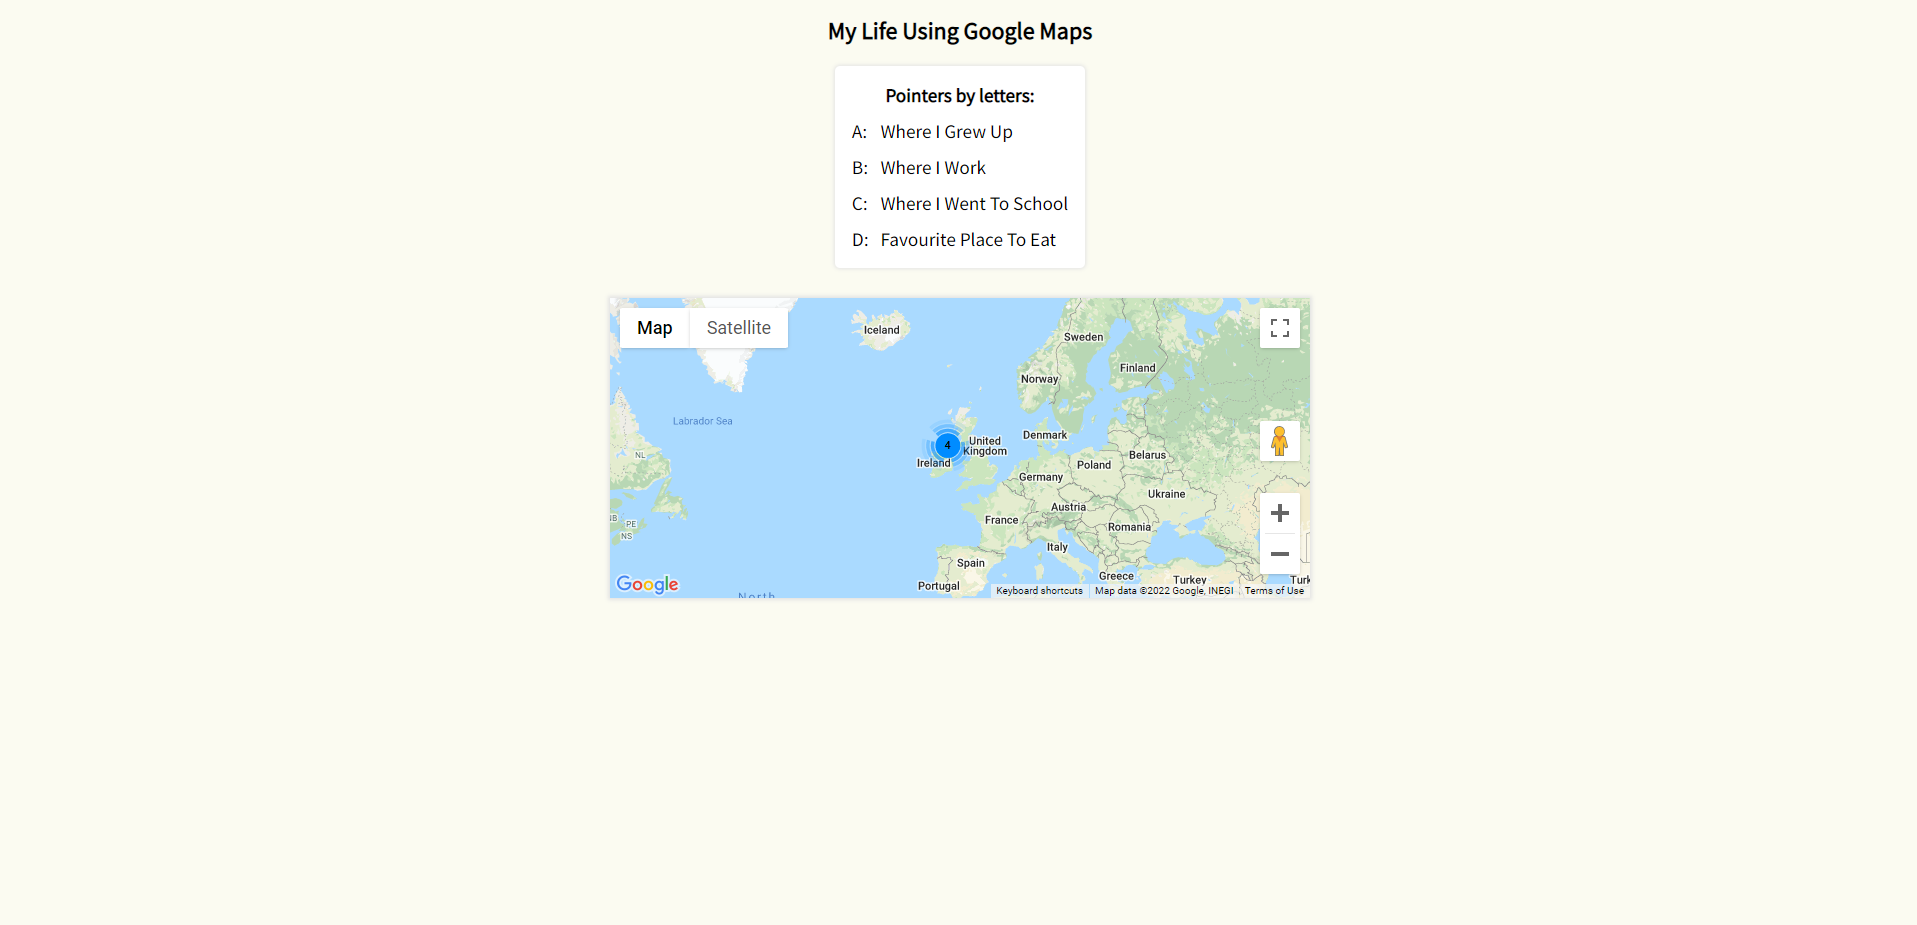 My Life Using Google Maps
Pointers by letters:
A: Where I Grew Up
B: Where I Work
C: Where I Went To School
D: Favourite Place To Eat
Map Satellite
Iceland
Sweden
Finland
Norway
Labrador Sea
Denmark
United
Kingdom
4
Ireland
NL
Belarus
Poland
Germany
Ukraine
Austria
PE
NS
France
Romania
Italy
Spain
Portugal
Greece
Turkey
Turk
Google
North
Keyboard shortcuts Map data ©2022 Google, INEGI Terms of Use